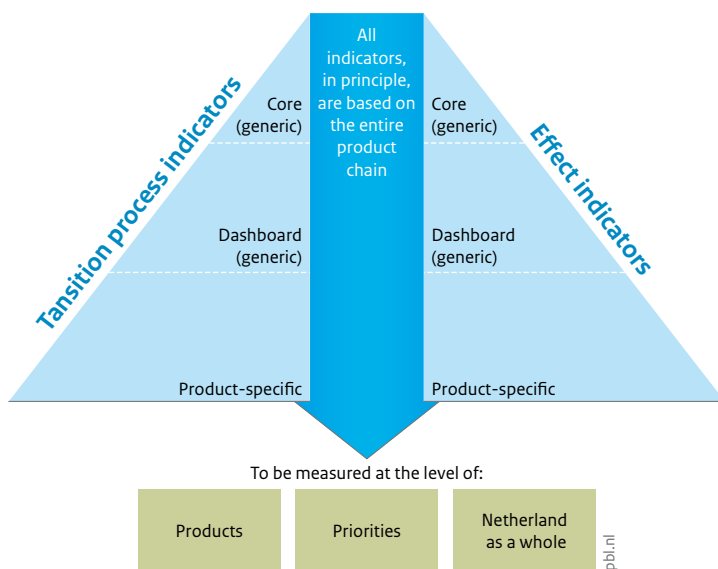 All
indicators,
in principle,
are based on
the entire
product
chain
Tansition process indicators
Core
(generic)
Dashboard
(generic)
Product-specific
Effect indicators
Core
(generic)
Dashboard
(generic)
Product-specific
To be measured at the level of:
Products
Priorities
Netherland
as a whole
pbl.nl